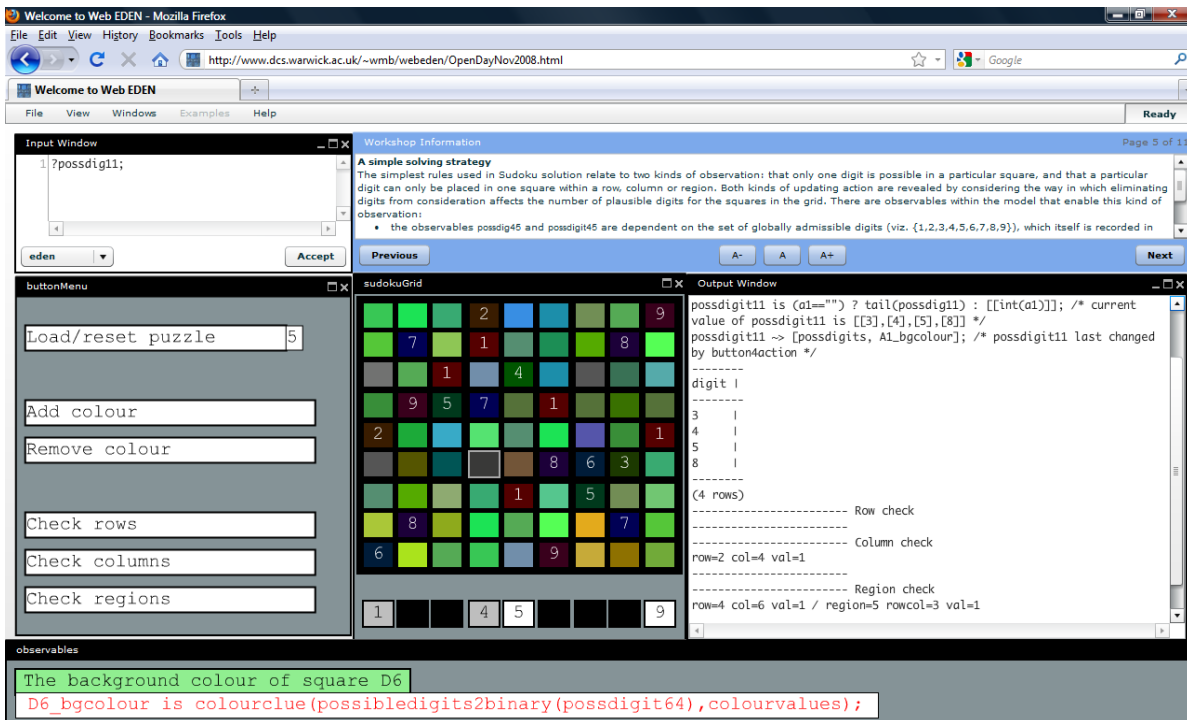 Welcome to Web EDEN - Mozilla Firefox
File Edit View History Bookmarks Tools Help
http://www.dcs.warwick.ac.uk/~wmb/webeden/OpenDayNov2008.html
Google
Welcome to Web EDEN
File View Windows Examples Help
Ready
Input Window
1 ?possdig11;
eden
Accept
Workshop Information
Page 5 of 11
A simple solving strategy
The simplest rules used in Sudoku solution relate to two kinds of observation: that only one digit is possible in a particular square, and that a particular
digit can only be placed in one square within a row, column or region. Both kinds of updating action are revealed by considering the way in which eliminating
digits from consideration affects the number of plausible digits for the squares in the grid. There are observables within the model that enable this kind of
observation:
• the observables possdig45 and possdigit45 are dependent on the set of globally admissible digits (viz. {1,2,3,4,5,6,7,8,9}), which itself is recorded in
Previous
A- A A+
Next
buttonMenu
Load/reset puzzle 5
Add colour
Remove colour
Check rows
Check columns
Check regions
sudokuGrid
2 9
7 1 8
1 4
9 5 7 1
2 1
8 6 3
1 5
8 7
6 9
1 4 5 9
Output Window
possdigit11 is (a1=="") ? tail(possdig11) : [[int(a1)]]; /* current
value of possdigit11 is [[3],[4],[5],[8]] */
possdigit11 ~> [possdigits, A1_bgcolour]; /* possdigit11 last changed
by button4action */
--------
digit |
--------
3 |
4 |
5 |
8 |
--------
(4 rows)
----------------------- Row check
-----------------------
----------------------- Column check
row=2 col=4 val=1
-----------------------
----------------------- Region check
row=4 col=6 val=1 / region=5 rowcol=3 val=1
observables
The background colour of square D6
D6_bgcolour is colourclue(possibledigits2binary(possdigit64),colourvalues);